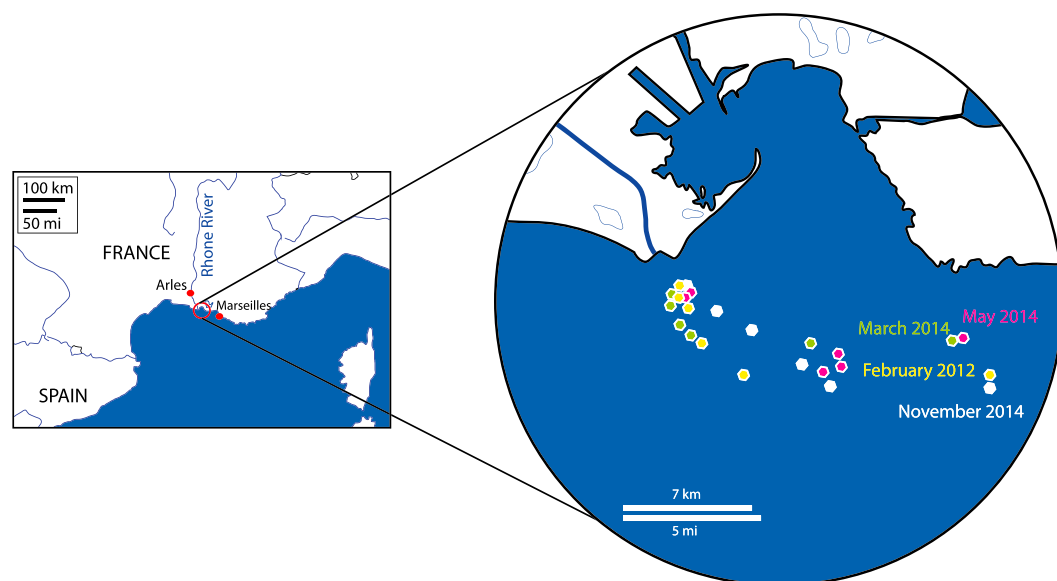 100 km
50 mi
FRANCE
Rhone River
Arles
Marseilles
SPAIN
May 2014
March 2014
February 2012
November 2014
7 km
5 mi